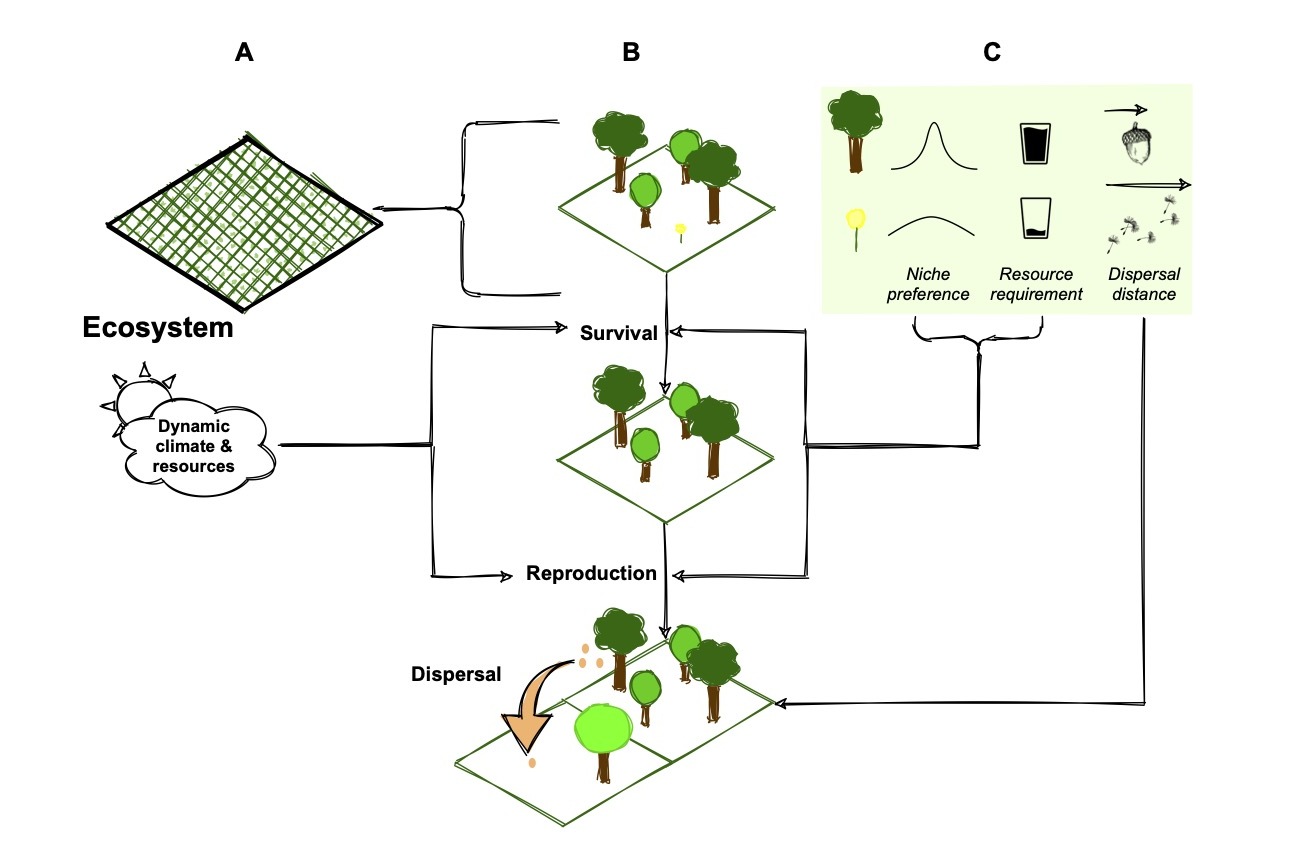 A
B
C
Niche
preference
Resource
requirement
Dispersal
distance
Ecosystem
Survival
Dynamic
climate &
resources
Reproduction
Dispersal